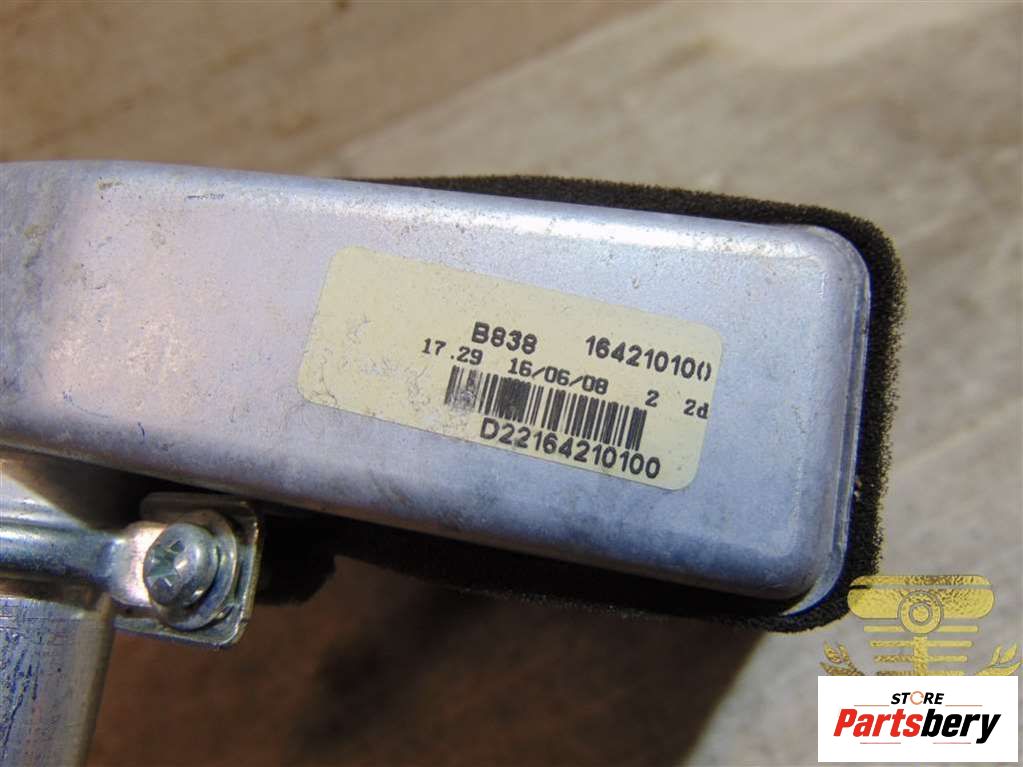 B838 164210100
17.29 16/06/08 2 2d
D22164210100
STORE
Partsbery